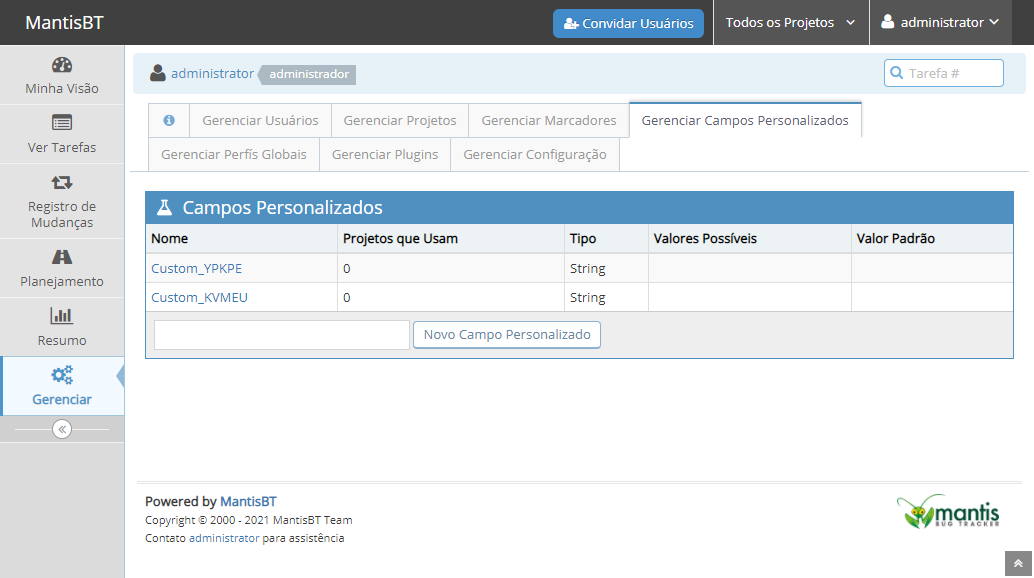 MantisBT
Convidar Usuários
Todos os Projetos
administrator
Minha Visão
Ver Tarefas
Registro de
Mudanças
Planejamento
Resumo
Gerenciar
administrator administrador
Tarefa #
Gerenciar Usuários Gerenciar Projetos Gerenciar Marcadores Gerenciar Campos Personalizados
Gerenciar Perfís Globais Gerenciar Plugins Gerenciar Configuração
Campos Personalizados
Nome Projetos que Usam Tipo Valores Possíveis Valor Padrão
Custom_YPKPE 0 String
Custom_KVMEU 0 String
Novo Campo Personalizado
Powered by MantisBT
Copyright © 2000 - 2021 MantisBT Team
Contato administrator para assistência
mantis
BUG TRACKER